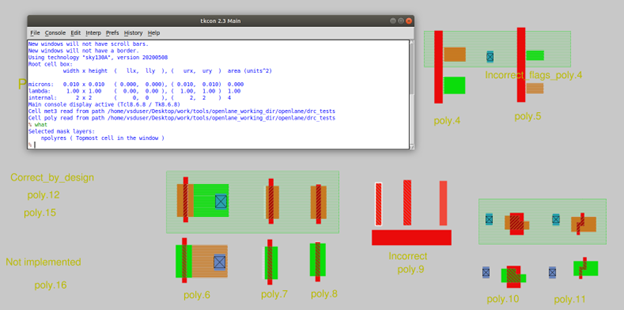 tkcon 2.3 Main
File Console Edit Interp Prefs History Help
New windows will not have scroll bars.
New windows will not have a border.
Using technology "sky130A", version 20200508
Root cell box:
width x height ( llx, lly ), ( urx, ury ) area (units^2)
microns: 0.010 x 0.010 ( 0.000, 0.000), ( 0.010, 0.010) 0.000
lambda: 1.00 x 1.00 ( 0.00, 0.00 ), ( 1.00, 1.00 ) 1.00
internal: 2 x 2 ( 0, 0 ), ( 2, 2 ) 4
Main console display active (Tcl8.6.8 / Tk8.6.8)
Cell met3 read from path /home/vsduser/Desktop/work/tools/openlane_working_dir/openlane/drc_tests
Cell poly read from path /home/vsduser/Desktop/work/tools/openlane_working_dir/openlane/drc_tests
% what
Selected mask layers:
npolyres ( Topmost cell in the window )
%
Incorrect_flags_poly.4
poly.4
poly.5
Correct_by_design
poly.12
poly.15
Not implamented
poly.16
poly.6
poly.7
poly.8
Incorrect
poly.9
poly.10
poly.11